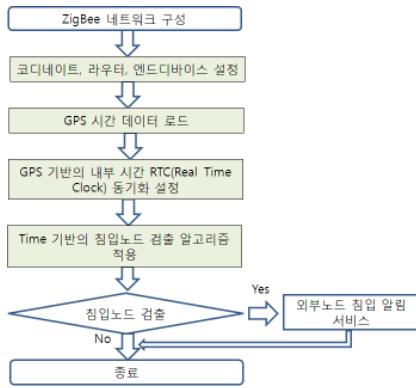 ZigBee 네트워크 구성
코디네이트, 라우터, 엔드디바이스 설정
GPS 시간 데이터 로드
GPS 기반의 내부 시간 RTC(Real Time
Clock) 동기화 설정
Time 기반의 침입노드 검출 알고리즘
적용
침입노드 검출
Yes
외부노드 침입 알림
서비스
No
종료